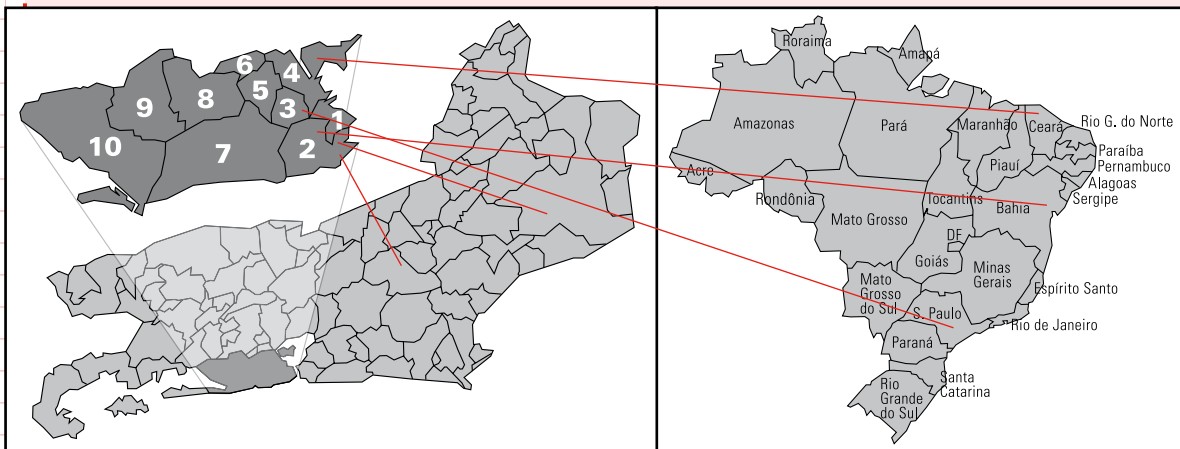 6
4
5
9
8
3
1
10
7
2
Roraima
Amapá
Amazonas
Pará
Maranhão
Ceará
Rio G. do Norte
Paraíba
Piauí
Pernambuco
Acre
Alagoas
Rondônia
Tocantins
Bahia
Sergipe
Mato Grosso
DF
Goiás
Minas
Gerais
Mato
Grosso
do Sul
Espírito Santo
S. Paulo
Rio de Janeiro
Paraná
Santa
Catarina
Rio
Grande
do Sul